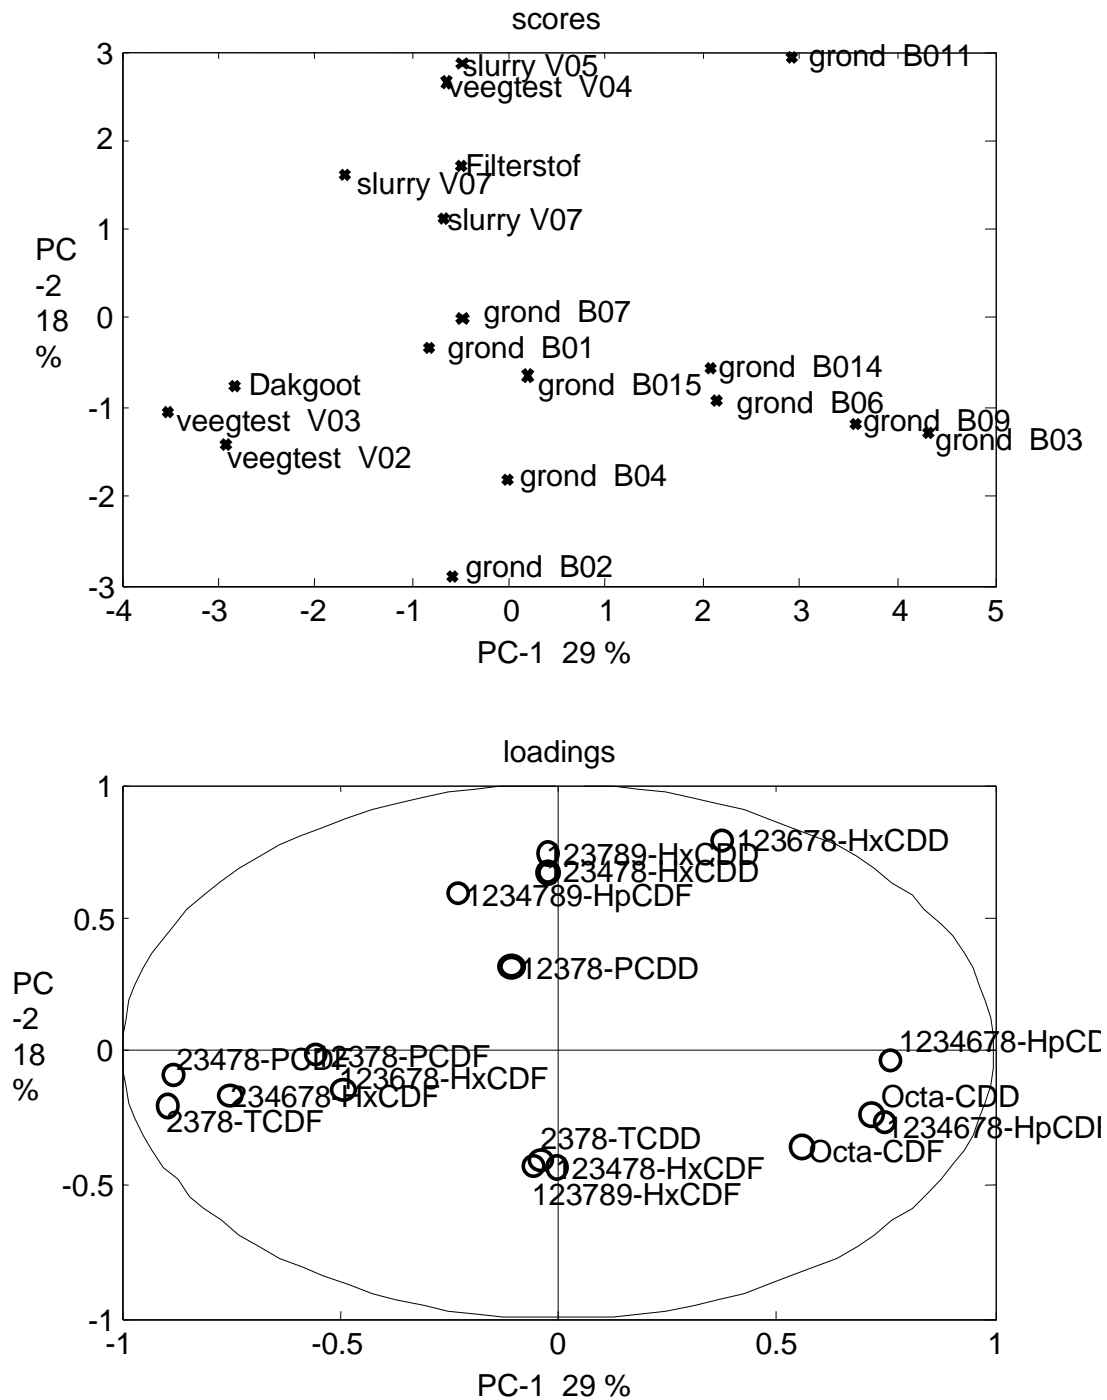 scores
3
slurry V05
grond B011
veegtest V04
2
Filterstof
slurry V07
1
slurry V07
PC
-2
18
%
0
grond B07
grond B01
grond B014
Dakgoot
grond B015
grond B06
-1
veegtest V03
grond B09
grond B03
veegtest V02
grond B04
-2
grond B02
-3
-4 -3 -2 -1 0 1 2 3 4 5
PC-1 29 %
loadings
1
123678-HxCDD
123789-HxCDD
123478-HxCDD
1234789-HpCDF
0.5
12378-PCDD
PC
-2
18
%
0
1234678-HpCD
23478-PCDF
12378-PCDF
123678-HxCDF
234678-HxCDF
Octa-CDD
2378-TCDF
1234678-HpCDF
2378-TCDD
Octa-CDF
123478-HxCDF
-0.5
123789-HxCDF
-1
-1 -0.5 0 0.5 1
PC-1 29 %